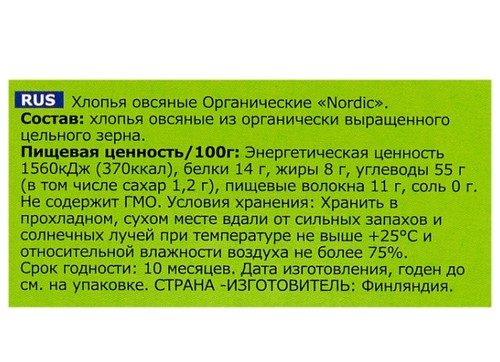 RUS Хлопья овсяные Органические «Nordic».
Состав: хлопья овсяные из органически выращенного
цельного зерна.
Пищевая ценность/100г: Энергетическая ценность
1560кДж (370ккал), белки 14 г, жиры 8 г, углеводы 55 г
(в том числе сахар 1,2 г), пищевые волокна 11 г, соль 0 г.
Не содержит ГМО. Условия хранения: Хранить в
прохладном, сухом месте вдали от сильных запахов и
солнечных лучей при температуре не выше +25°С и
относительной влажности воздуха не более 75%.
Срок годности: 10 месяцев. Дата изготовления, годен до
см. на упаковке. СТРАНА -ИЗГОТОВИТЕЛЬ: Финляндия.